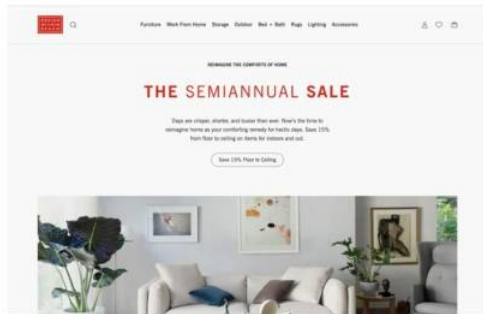 DESIGN
WITHIN
REACH
Furniture Work From Home Storage Outdoor Bed + Bath Rugs Lighting Accessories
REIMAGINE THE COMFORTS OF HOME
THE SEMIANNUAL SALE
Days are crisper, shorter, and busier than ever. Now's the time to
reimagine home as your comforting remedy for hectic days. Save 15%
from floor to ceiling on items for indoors and out.
Save 15% Floor to Ceiling